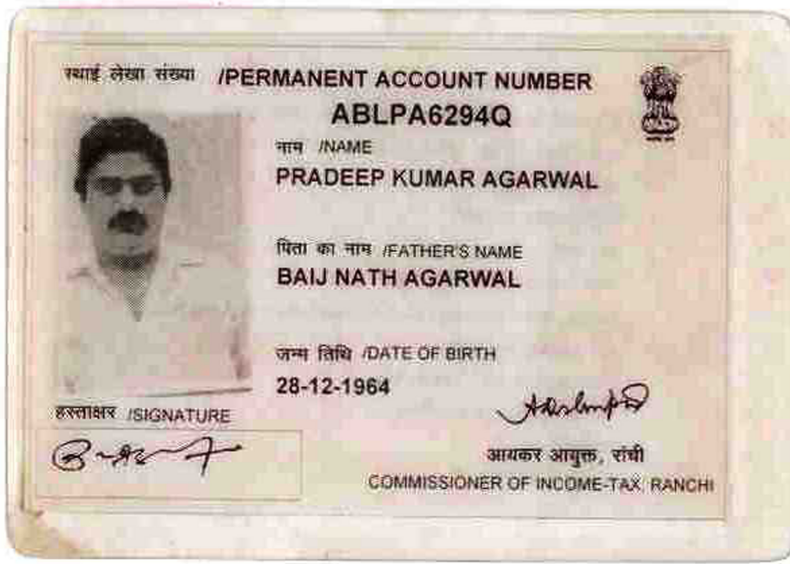 स्थाई लेखा संख्या /PERMANENT ACCOUNT NUMBER
ABLPA6294Q
नाम /NAME
PRADEEP KUMAR AGARWAL
पिता का नाम /FATHER'S NAME
BAIJ NATH AGARWAL
जन्म तिथि /DATE OF BIRTH
28-12-1964
हस्ताक्षर /SIGNATURE
आयकर आयुक्त, रांची
COMMISSIONER OF INCOME-TAX, RANCHI